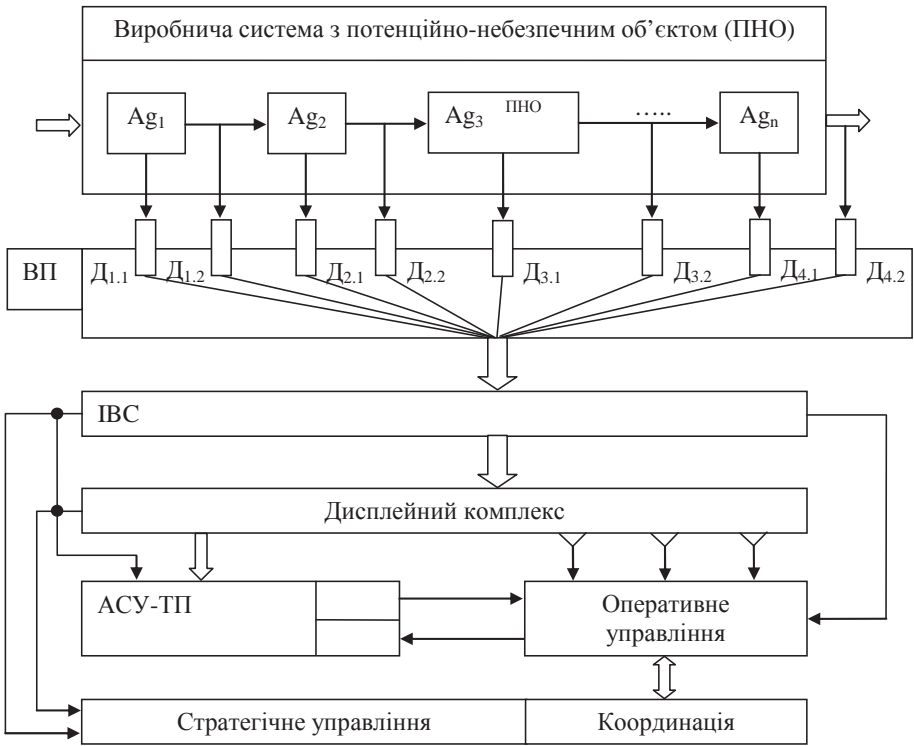 Виробнича система з потенційно-небезпечним об’єктом (ПНО)
Ag1 Ag2 Ag3 ПНО ..... Agn
ВП Д1.1 Д1.2 Д2.1 Д2.2 Д3.1 Д3.2 Д4.1 Д4.2
ІВС
Дисплейний комплекс
АСУ-ТП
Оперативне
управління
Стратегічне управління Координація